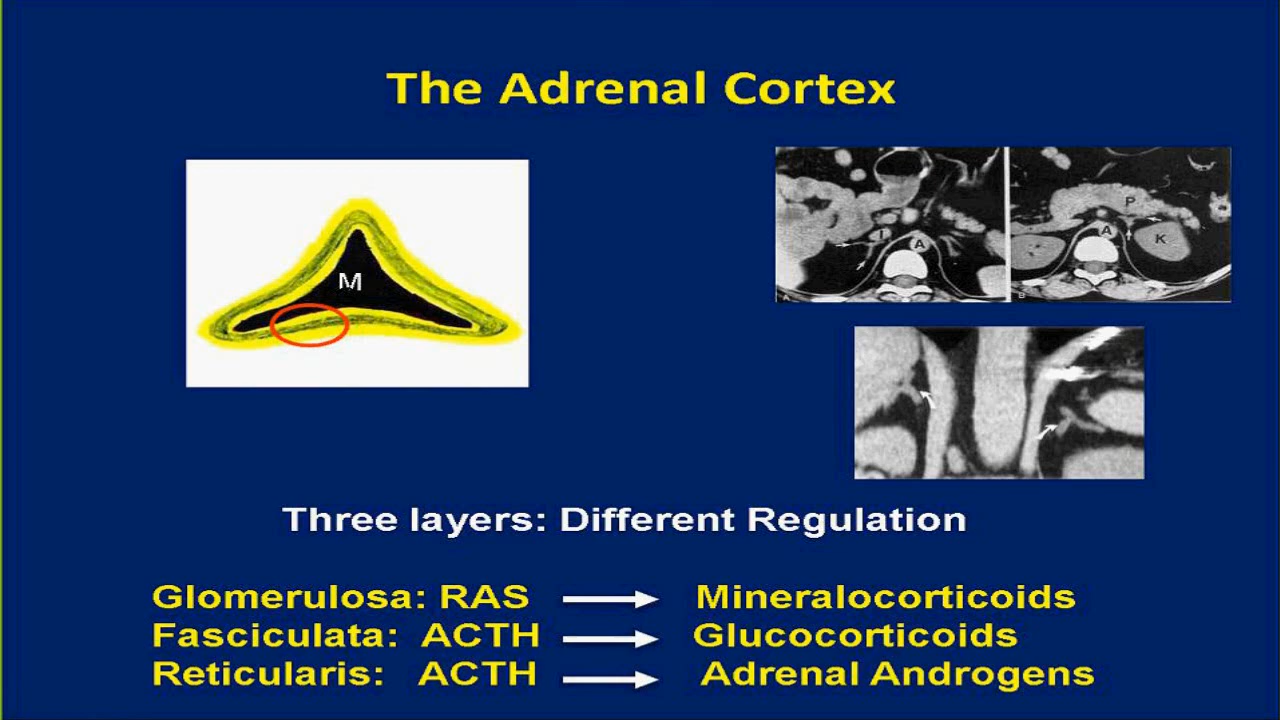 The Adrenal Cortex
M
I
A
P
A
K
A
B
Three layers: Different Regulation
Glomerulosa: RAS → Mineralocorticoids
Fasciculata: ACTH → Glucocorticoids
Reticularis: ACTH → Adrenal Androgens